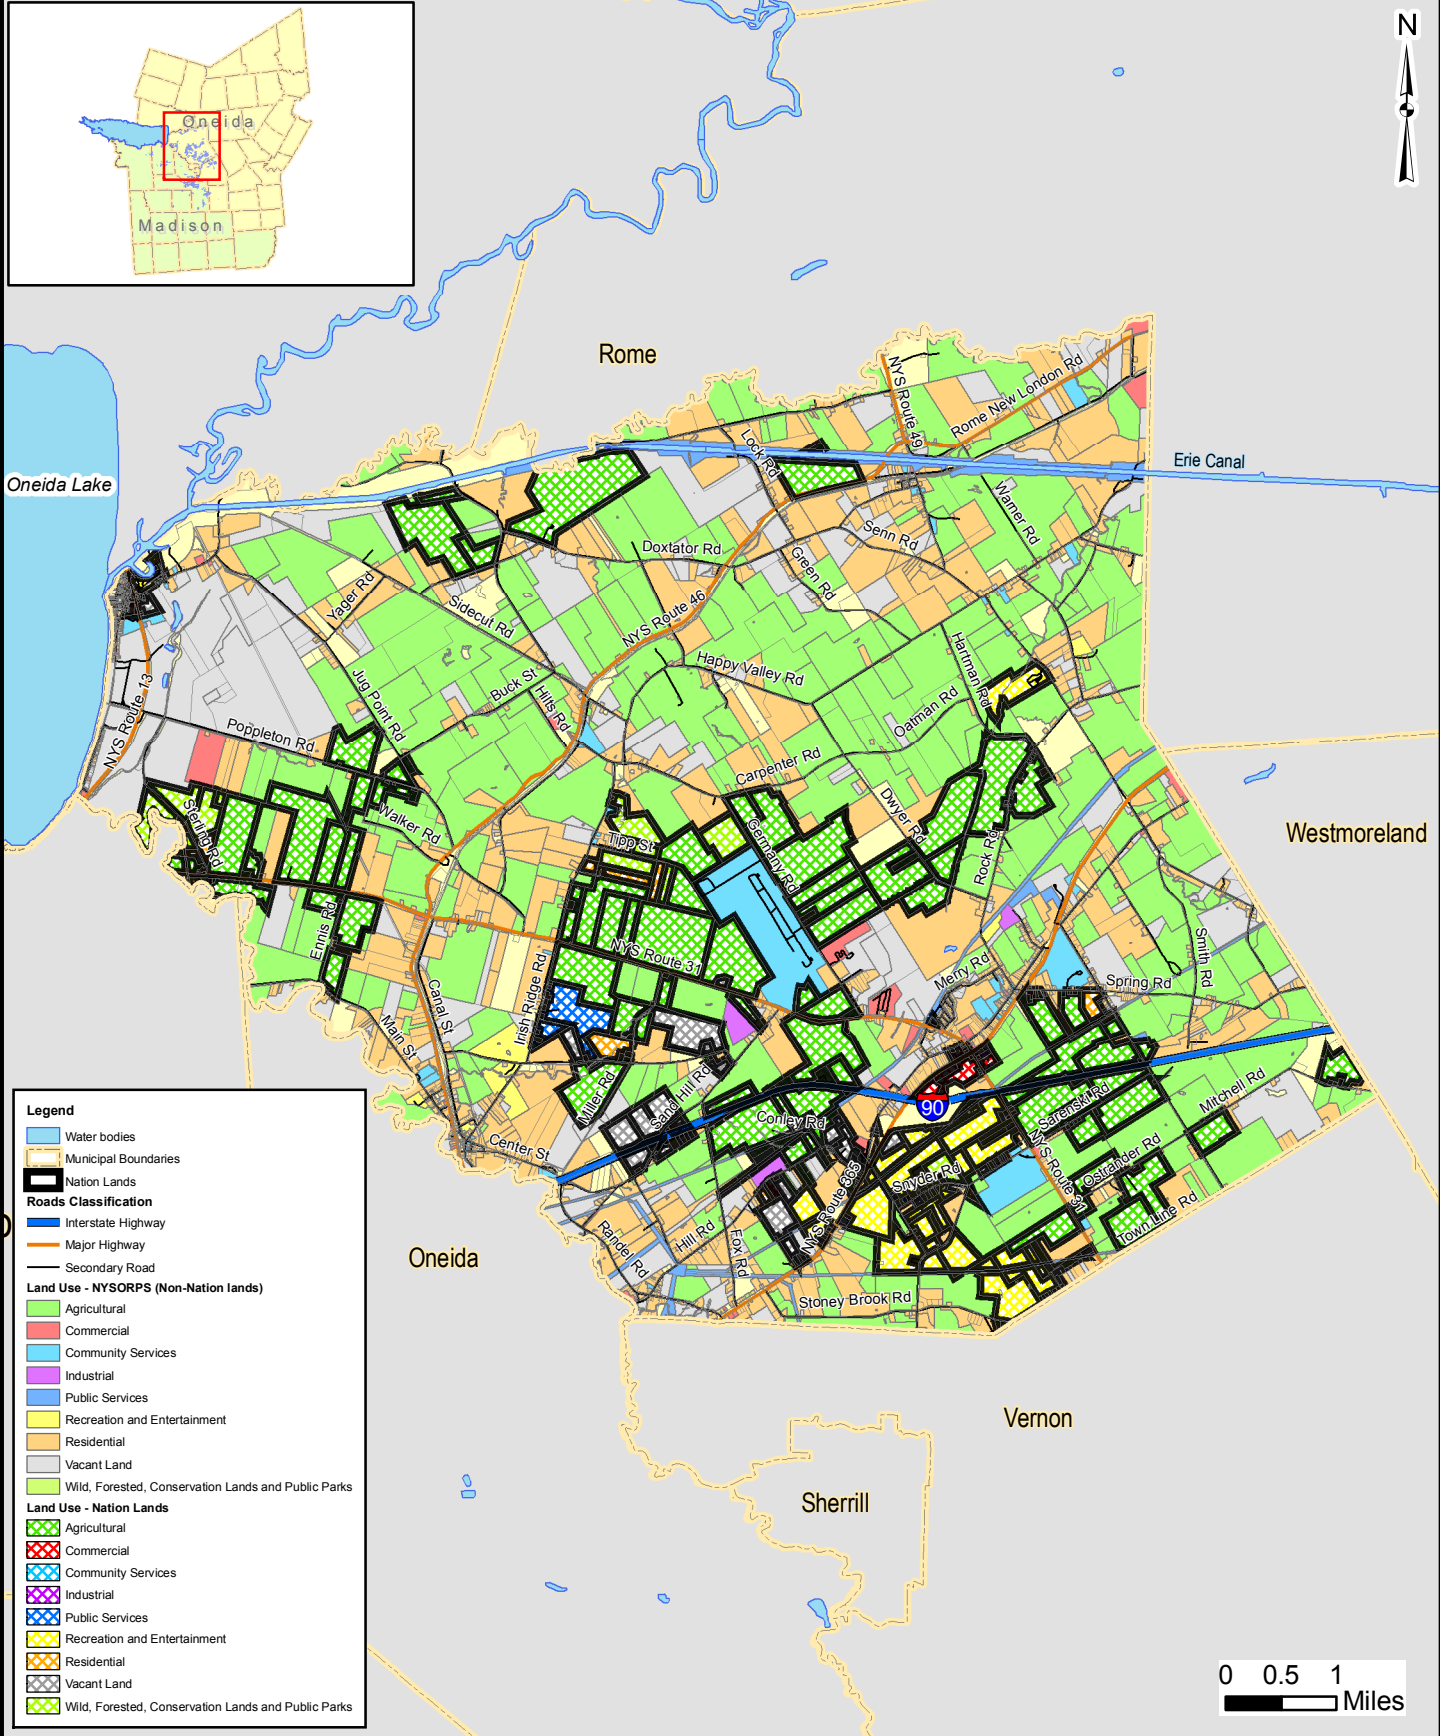 N
Oneida
Madison
Rome
NYS Route 49
Rome New London Rd
Lock Rd
Erie Canal
Oneida Lake
Warner Rd
Senn Rd
Doxtator Rd
Green Rd
Yager Rd
Sidecut Rd
NYS Route 46
Hartman Rd
Happy Valley Rd
Jug Point Rd
Buck St
Hilts Rd
NYS Route 13
Oatman Rd
Poppleton Rd
Carpenter Rd
Dwyer Rd
Walker Rd
Sterling Rd
Tipp St
Germany Rd
Rock Rd
Westmoreland
Ennis Rd
NYS Route 31
Irish Ridge Rd
Merry Rd
Smith Rd
Spring Rd
Canal St
Main St
Miller Rd
Sand Hill Rd
Conley Rd
90
Sarenski Rd
Mitchell Rd
Center St
NYS Route 31
Ostrander Rd
Snyder Rd
NYS Route 365
Town Line Rd
Randel Rd
Hill Rd
Fox Rd
Oneida
Stoney Brook Rd
Vernon
Sherrill
Legend
Water bodies
Municipal Boundaries
Nation Lands
Roads Classification
Interstate Highway
Major Highway
Secondary Road
Land Use - NYSORPS (Non-Nation lands)
Agricultural
Commercial
Community Services
Industrial
Public Services
Recreation and Entertainment
Residential
Vacant Land
Wild, Forested, Conservation Lands and Public Parks
Land Use - Nation Lands
Agricultural
Commercial
Community Services
Industrial
Public Services
Recreation and Entertainment
Residential
Vacant Land
Wild, Forested, Conservation Lands and Public Parks
0 0.5 1
Miles